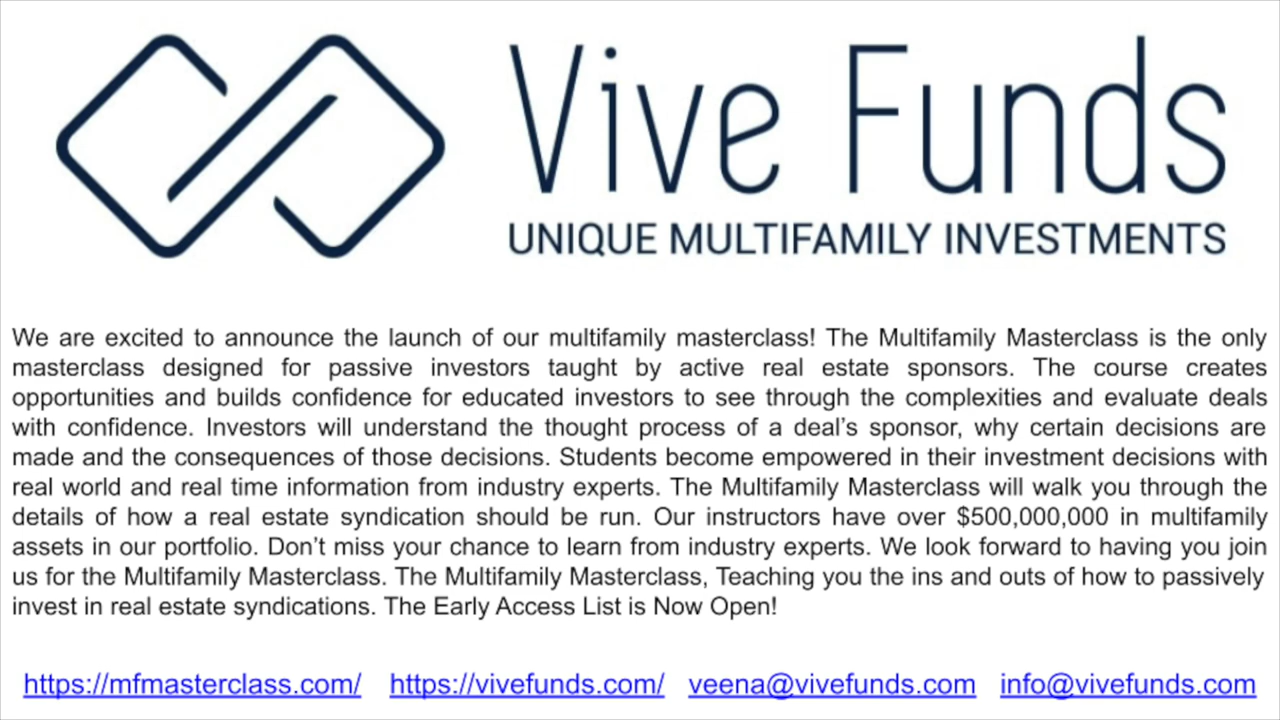 Vive Funds
UNIQUE MULTIFAMILY INVESTMENTS
We are excited to announce the launch of our multifamily masterclass! The Multifamily Masterclass is the only
masterclass designed for passive investors taught by active real estate sponsors. The course creates
opportunities and builds confidence for educated investors to see through the complexities and evaluate deals
with confidence. Investors will understand the thought process of a deal’s sponsor, why certain decisions are
made and the consequences of those decisions. Students become empowered in their investment decisions with
real world and real time information from industry experts. The Multifamily Masterclass will walk you through the
details of how a real estate syndication should be run. Our instructors have over $500,000,000 in multifamily
assets in our portfolio. Don’t miss your chance to learn from industry experts. We look forward to having you join
us for the Multifamily Masterclass. The Multifamily Masterclass, Teaching you the ins and outs of how to passively
invest in real estate syndications. The Early Access List is Now Open!
https://mfmasterclass.com/ https://vivefunds.com/ veena@vivefunds.com info@vivefunds.com